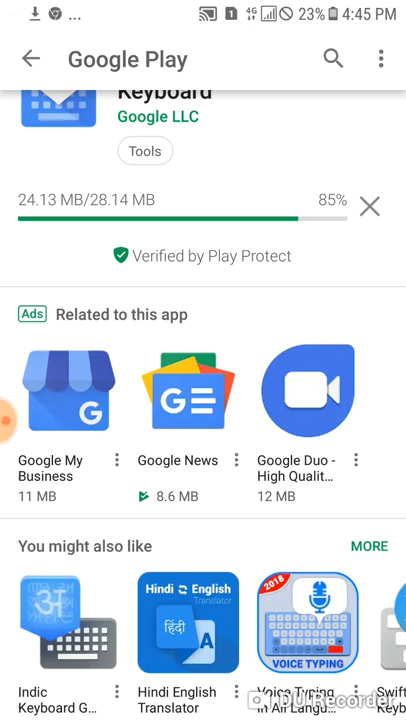 ... 4G 23% 4:45 PM
Google Play
Keyboard
Google LLC
Tools
24.13 MB/28.14 MB 85%
Verified by Play Protect
Ads Related to this app
G
GE
Google My Business
11 MB
Google News
8.6 MB
Google Duo - High Qualit...
12 MB
You might also like MORE
अ
Hindi English
Translator
हिंदी
A
2018
VOICE TYPING
Indic Keyboard G...
Hindi English Translator
Voice Typing in All Langu...
Swift
Keyb
DU Recorder